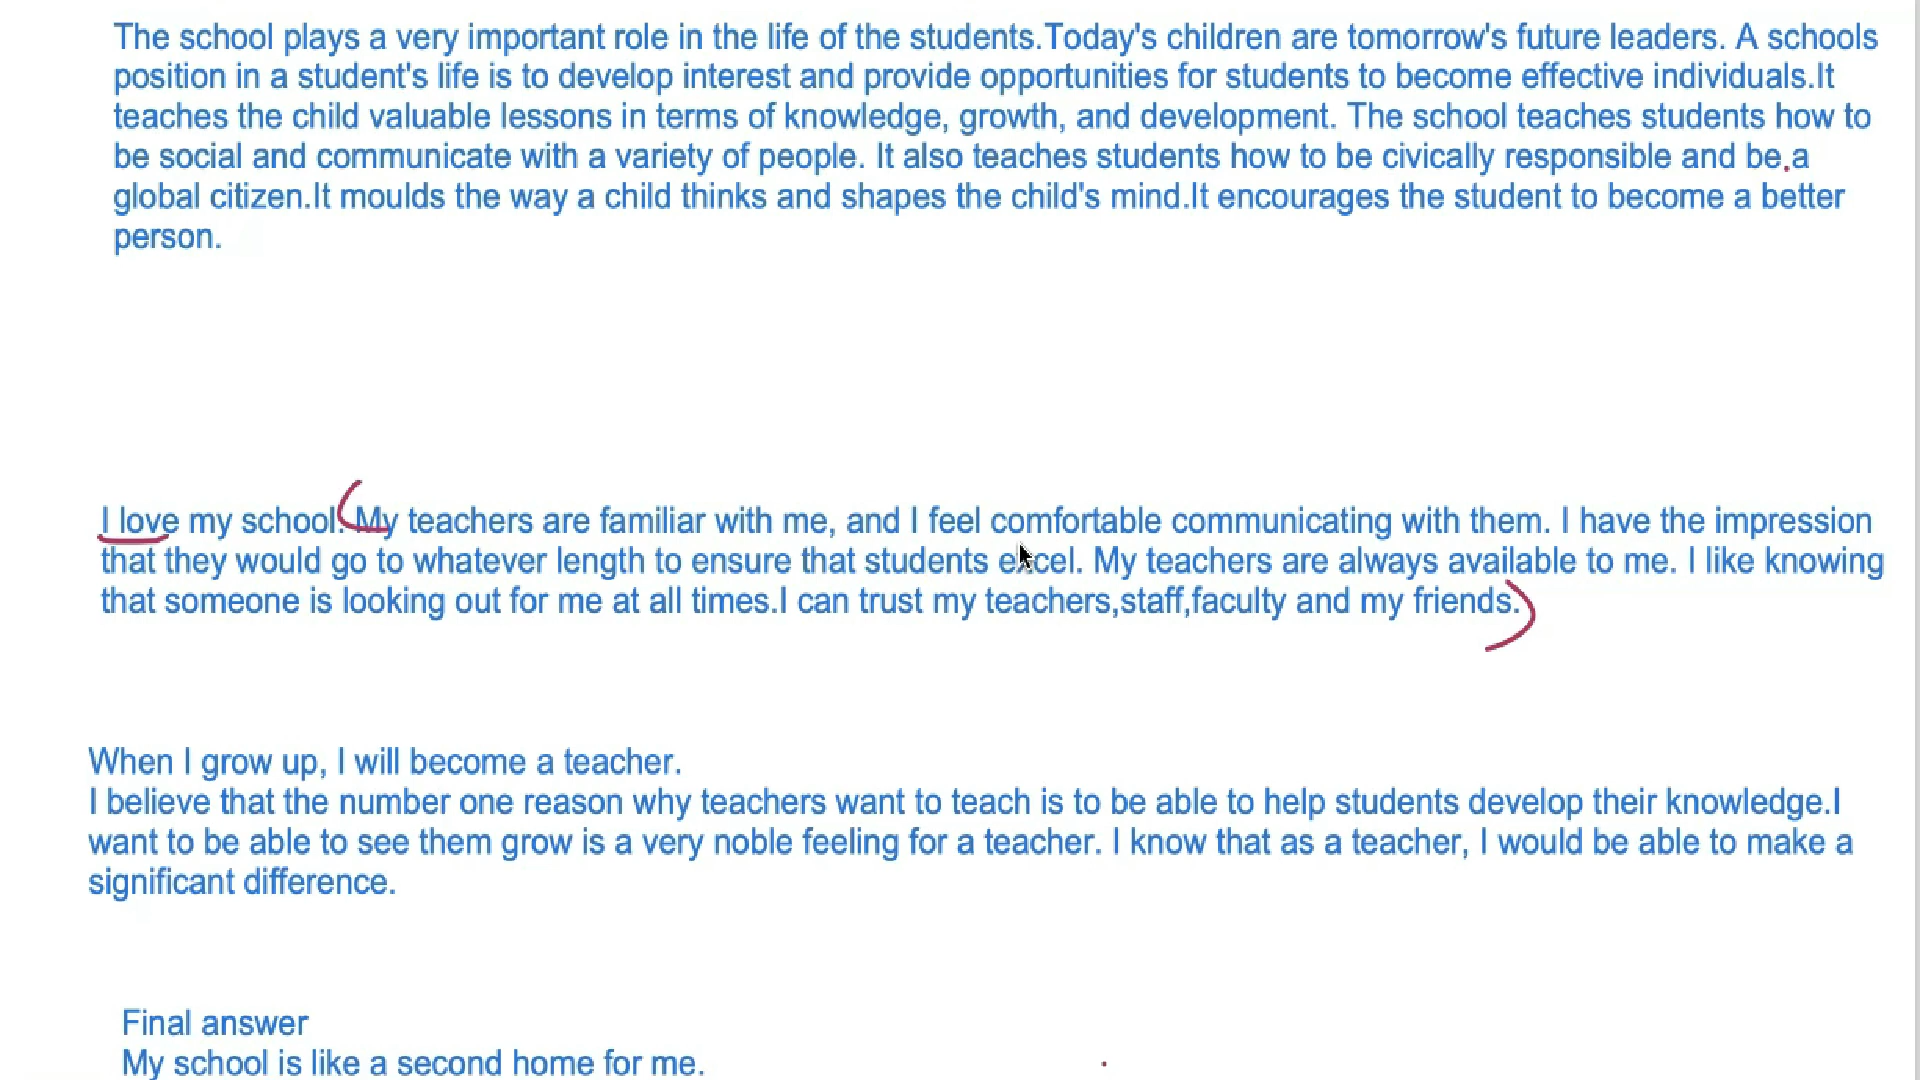 The school plays a very important role in the life of the students.Today's children are tomorrow's future leaders. A schools
position in a student's life is to develop interest and provide opportunities for students to become effective individuals.It
teaches the child valuable lessons in terms of knowledge, growth, and development. The school teaches students how to
be social and communicate with a variety of people. It also teaches students how to be civically responsible and be a
global citizen.It moulds the way a child thinks and shapes the child's mind.It encourages the student to become a better
person.
I love my school. My teachers are familiar with me, and I feel comfortable communicating with them. I have the impression
that they would go to whatever length to ensure that students excel. My teachers are always available to me. I like knowing
that someone is looking out for me at all times.I can trust my teachers,staff,faculty and my friends.
When I grow up, I will become a teacher.
I believe that the number one reason why teachers want to teach is to be able to help students develop their knowledge.I
want to be able to see them grow is a very noble feeling for a teacher. I know that as a teacher, I would be able to make a
significant difference.
Final answer
My school is like a second home for me.